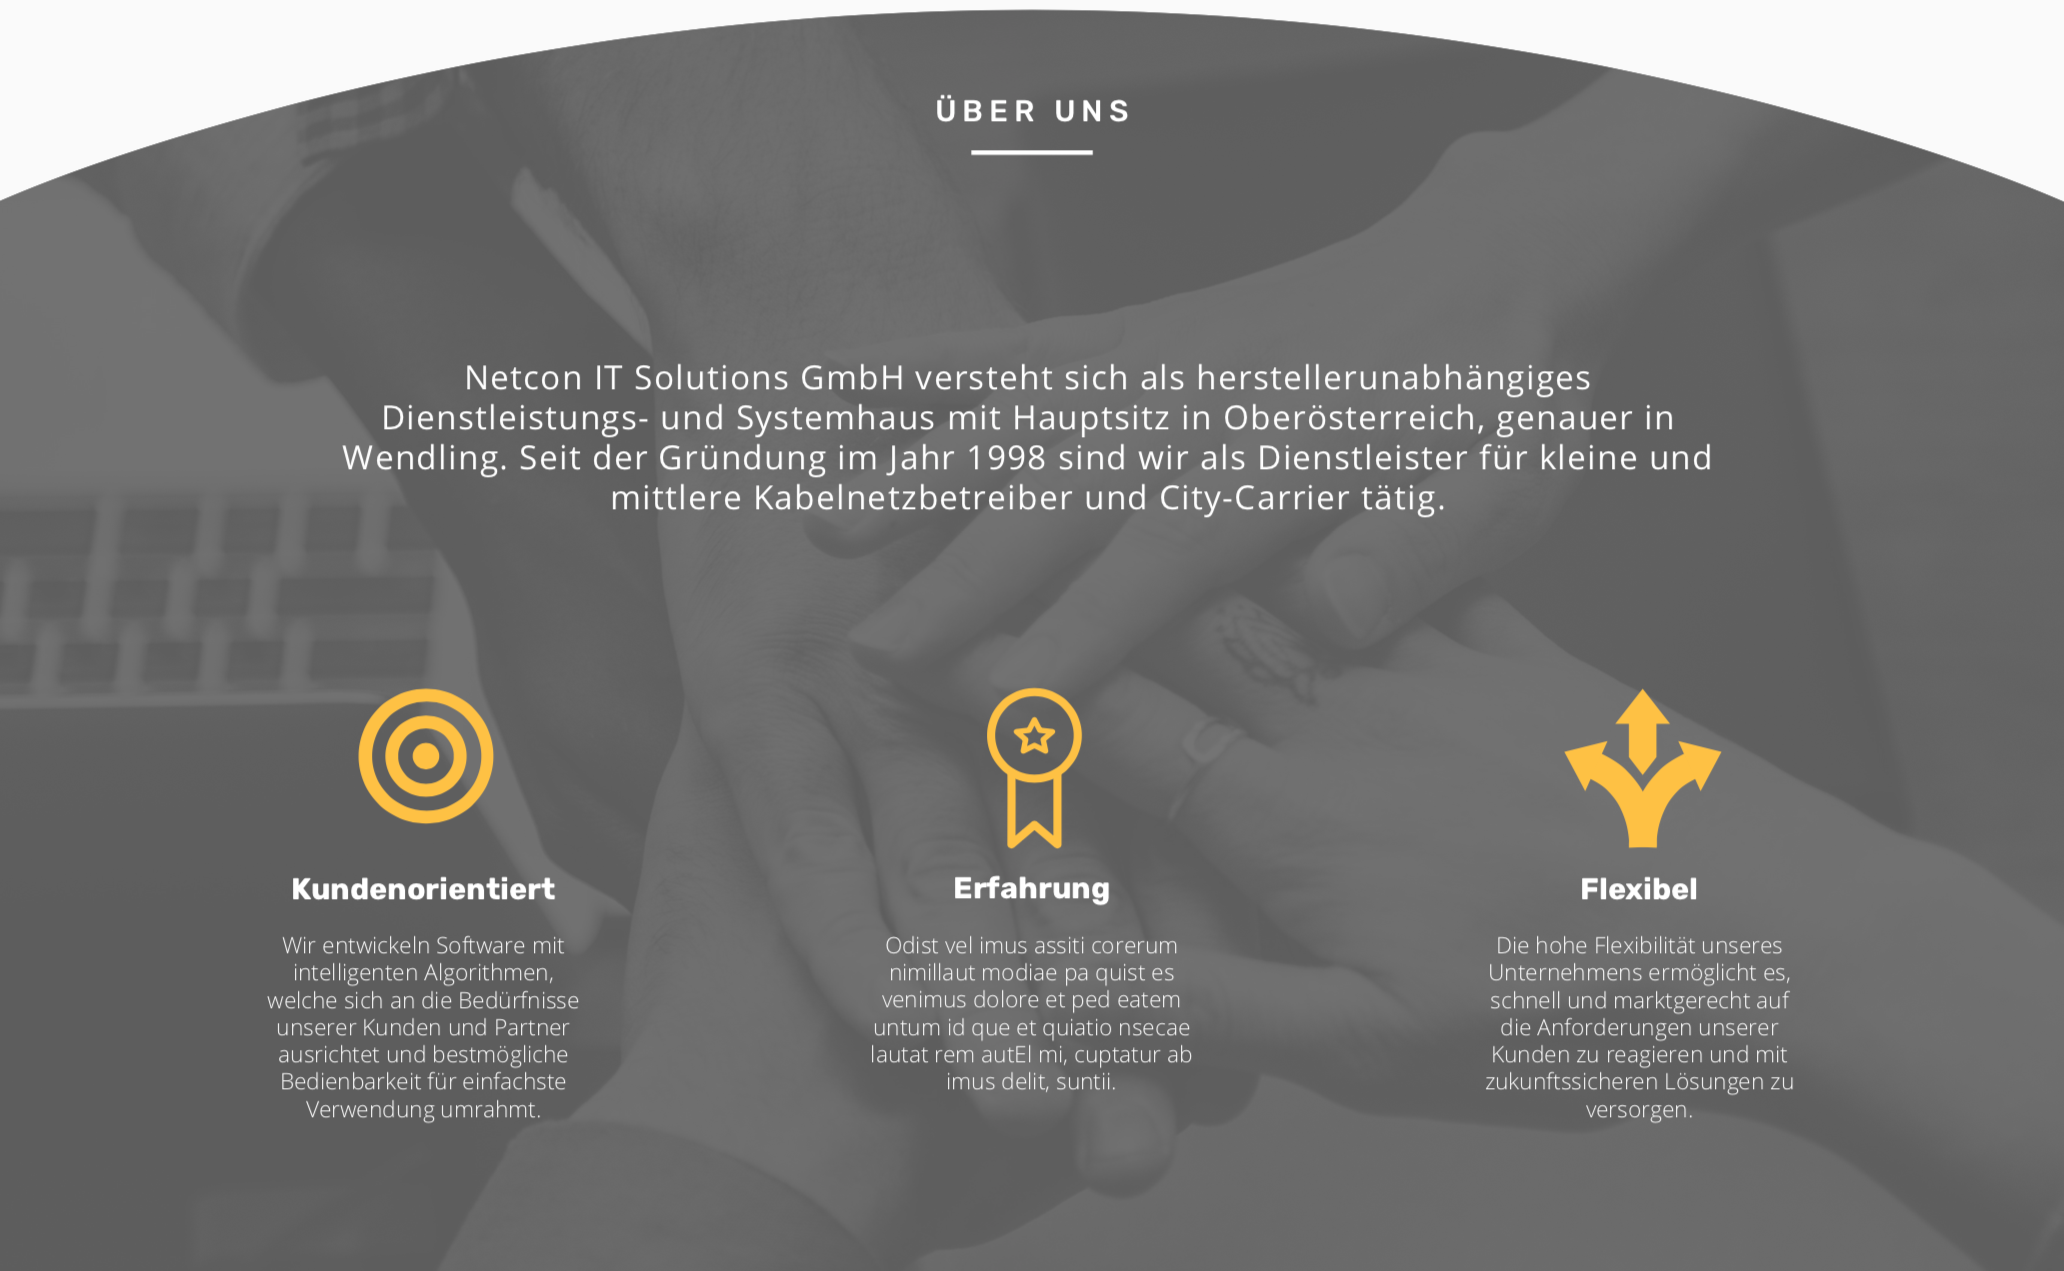 ÜBER UNS
Netcon IT Solutions GmbH versteht sich als herstellerunabhängiges
Dienstleistungs- und Systemhaus mit Hauptsitz in Oberösterreich, genauer in
Wendling. Seit der Gründung im Jahr 1998 sind wir als Dienstleister für kleine und
mittlere Kabelnetzbetreiber und City-Carrier tätig.
Kundenorientiert
Wir entwickeln Software mit
intelligenten Algorithmen,
welche sich an die Bedürfnisse
unserer Kunden und Partner
ausrichtet und bestmögliche
Bedienbarkeit für einfachste
Verwendung umrahmt.
Erfahrung
Odist vel imus assiti corerum
nimillaut modiae pa quist es
venimus dolore et ped eatem
untum id que et quiatio nsecae
lautat rem autEl mi, cuptatur ab
imus delit, suntii.
Flexibel
Die hohe Flexibilität unseres
Unternehmens ermöglicht es,
schnell und marktgerecht auf
die Anforderungen unserer
Kunden zu reagieren und mit
zukunftssicheren Lösungen zu
versorgen.